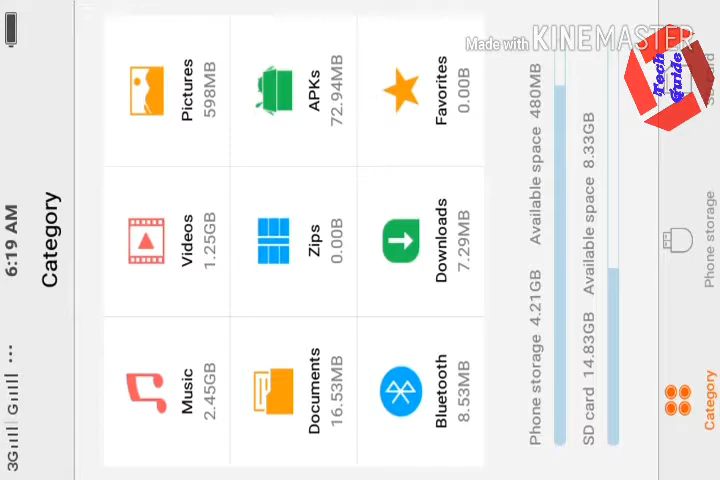 3G G ... 6:19 AM
Category
Music
2.45GB
Videos
1.25GB
Pictures
598MB
Documents
16.53MB
Zips
0.00B
APKs
72.94MB
Bluetooth
8.53MB
Downloads
7.29MB
Favorites
0.00B
Phone storage 4.21GB Available space 480MB
SD card 14.83GB Available space 8.33GB
Category
Phone storage
SD card
Made with KINEMASTER
Tech
Guide